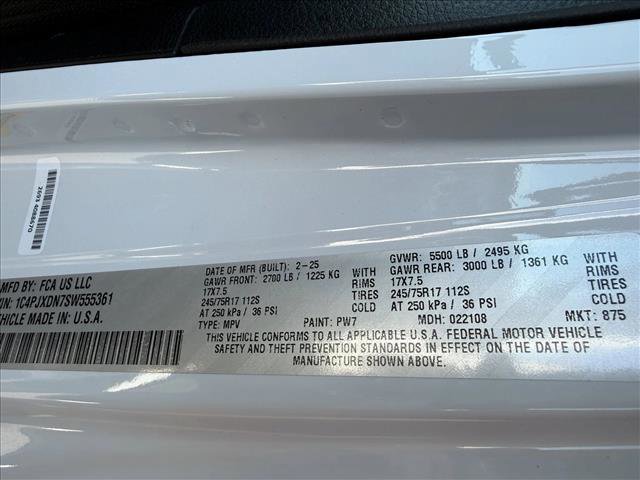 2693 4088570
MFD BY: FCA US LLC
VIN: 1C4PJXDN7SW555361
VEHICLE MADE IN U.S.A.
DATE OF MFR (BUILT): 2-25
GAWR FRONT: 2700 LB / 1225 KG
17X7.5
245/75R17 112S
AT 250 kPa / 36 PSI
TYPE: MPV PAINT: PW7
WITH
RIMS
TIRES
COLD
GVWR: 5500 LB / 2495 KG
GAWR REAR: 3000 LB / 1361 KG
17X7.5
245/75R17 112S
AT 250 kPa / 36 PSI
MDH: 022108 MKT: 875
WITH
RIMS
TIRES
COLD
THIS VEHICLE CONFORMS TO ALL APPLICABLE U.S.A. FEDERAL MOTOR VEHICLE
SAFETY AND THEFT PREVENTION STANDARDS IN EFFECT ON THE DATE OF
MANUFACTURE SHOWN ABOVE.